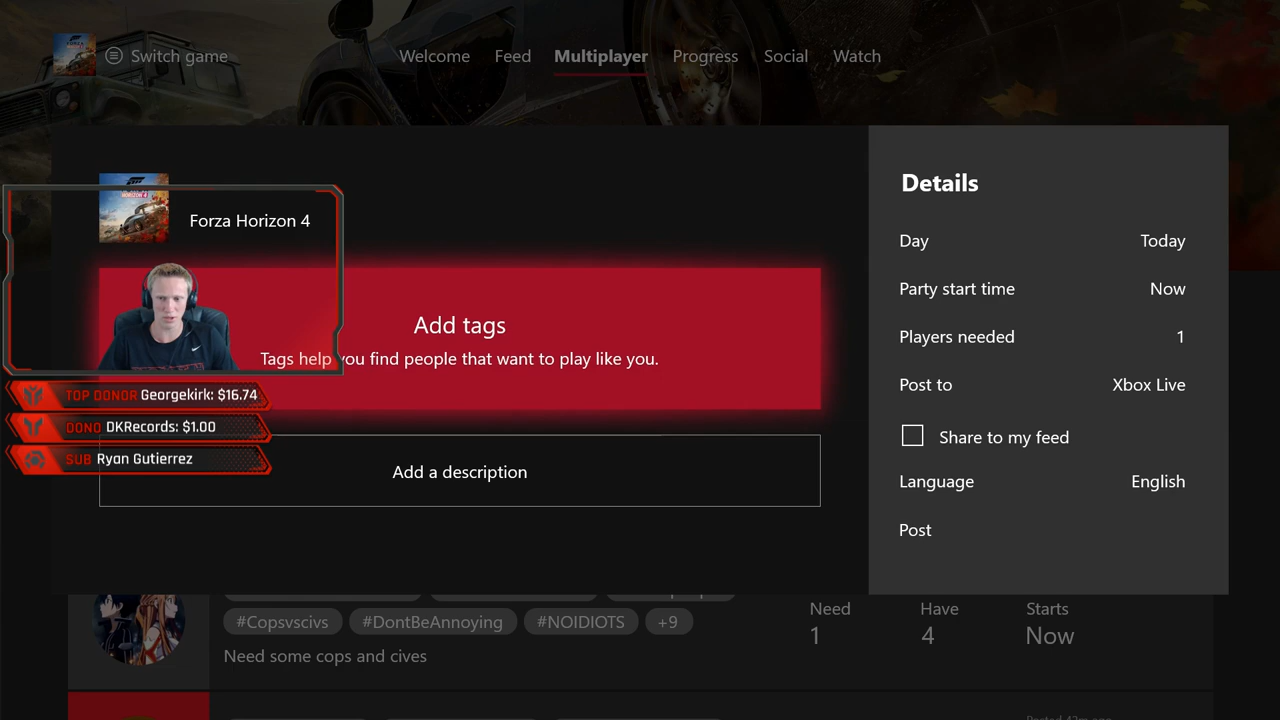 Switch game
Welcome
Feed
Multiplayer
Progress
Social
Watch
Forza Horizon 4
Add tags
Tags help you find people that want to play like you.
TOP DONOR Georgekirk: $16.74
DONO DKRecords: $1.00
SUB Ryan Gutierrez
Add a description
Details
Day Today
Party start time Now
Players needed 1
Post to Xbox Live
Share to my feed
Language English
Post
#Copsvscivs #DontBeAnnoying #NOIDIOTS +9
Need some cops and cives
Need Have Starts
1 4 Now